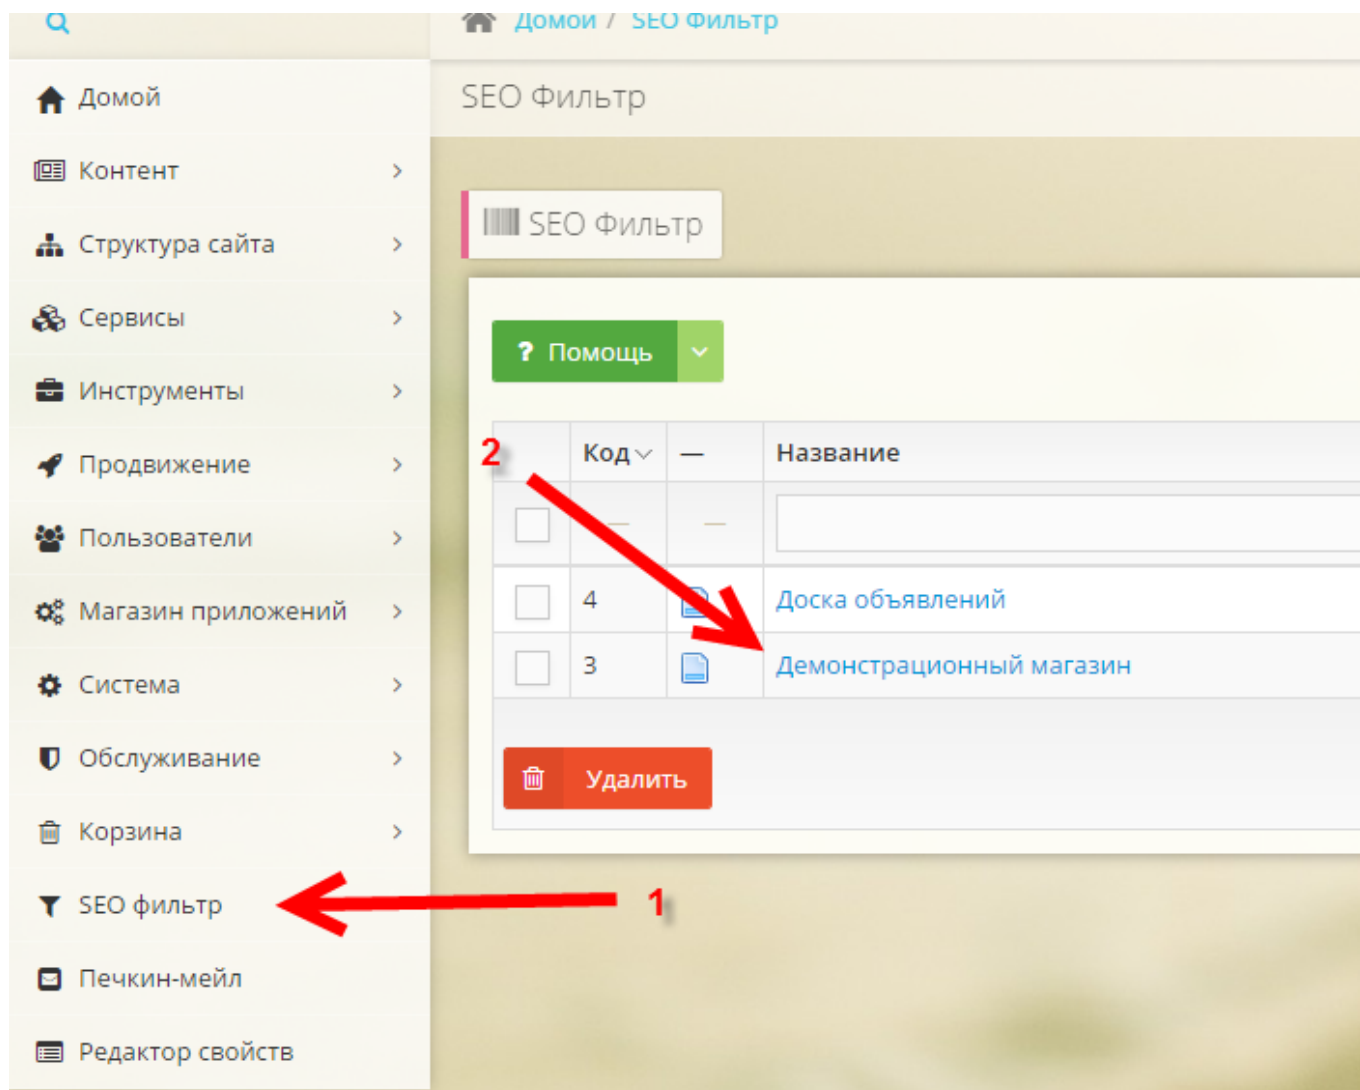 Домой / SEO Фильтр
Домой
Контент
Структура сайта
Сервисы
Инструменты
Продвижение
Пользователи
Магазин приложений
Система
Обслуживание
Корзина
SEO фильтр
Печкин-мейл
Редактор свойств
SEO Фильтр
SEO Фильтр
? Помощь
2
Код — Название
— —
4 Доска объявлений
3 Демонстрационный магазин
Удалить
1